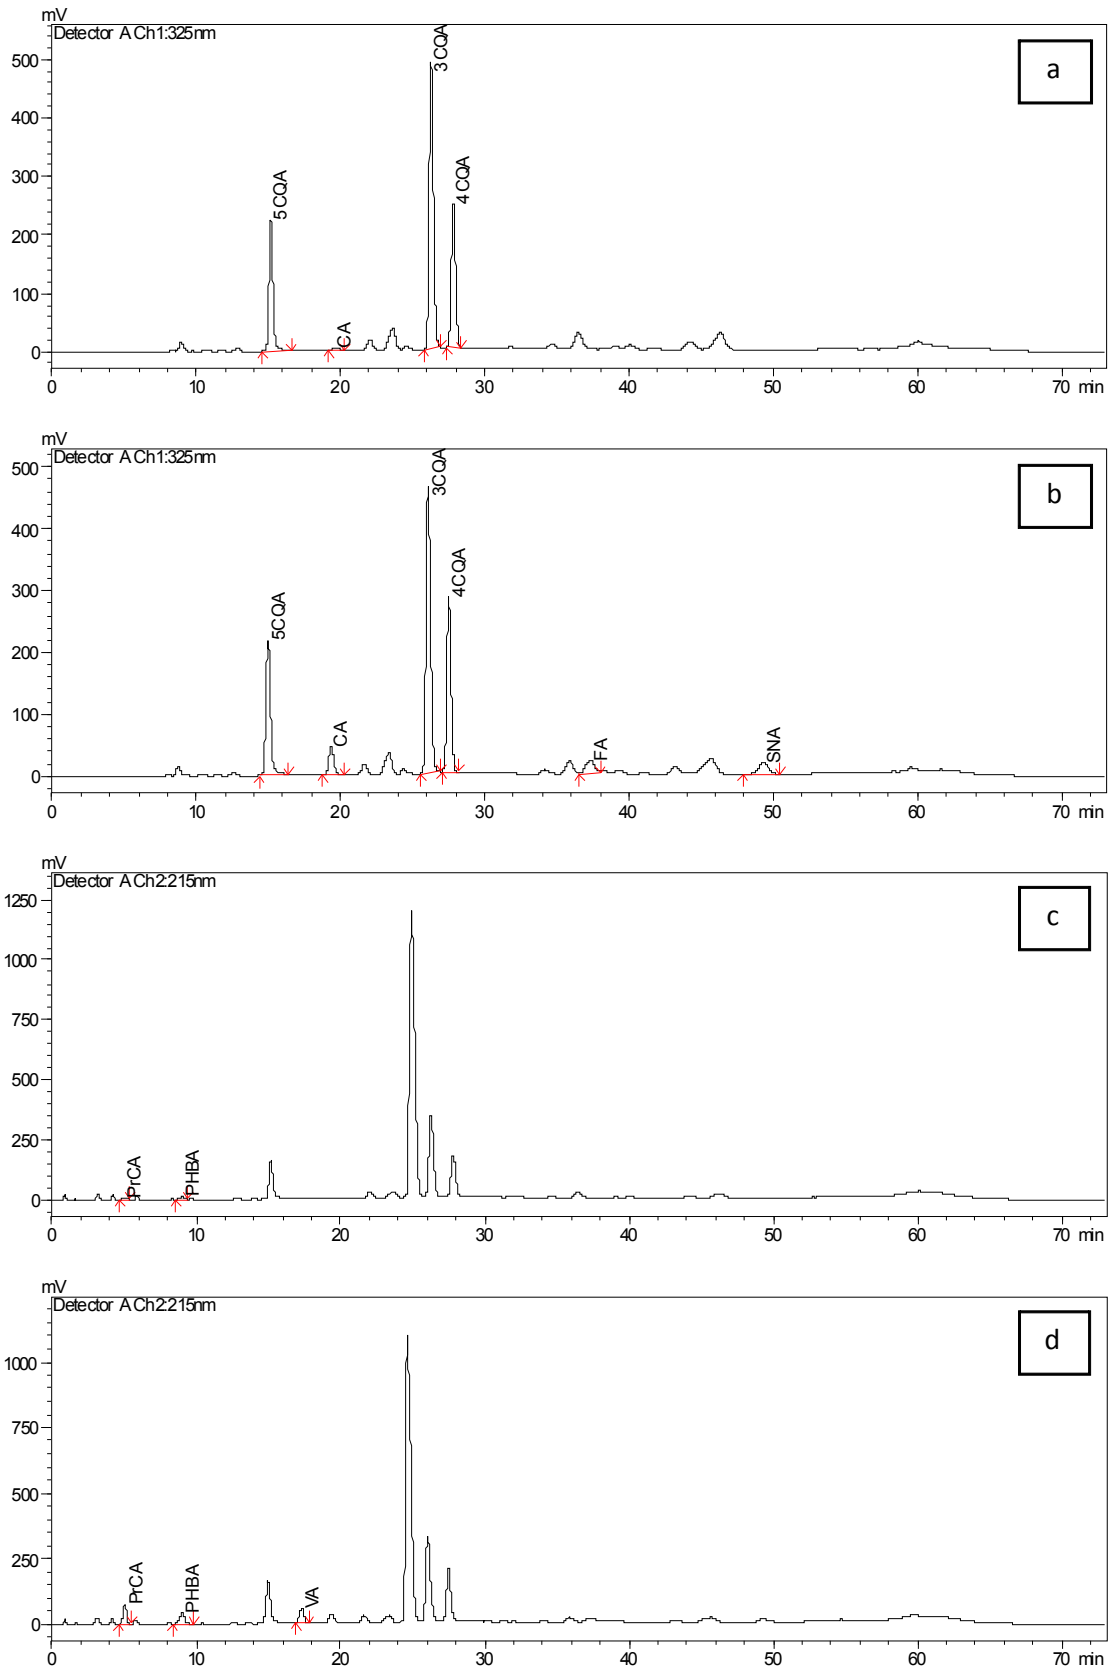 mV
Detector A Ch1:325nm
a
500
400
300
200
100
0
5CQA
CA
3CQA
4CQA
0 10 20 30 40 50 60 70 min
mV
Detector A Ch1:325nm
b
500
400
300
200
100
0
5CQA
CA
3CQA
4CQA
FA
SNA
0 10 20 30 40 50 60 70 min
mV
Detector A Ch2:215nm
c
1250
1000
750
500
250
0
PrCA
PHBA
0 10 20 30 40 50 60 70 min
mV
Detector A Ch2:215nm
d
1000
750
500
250
0
PrCA
PHBA
VA
0 10 20 30 40 50 60 70 min